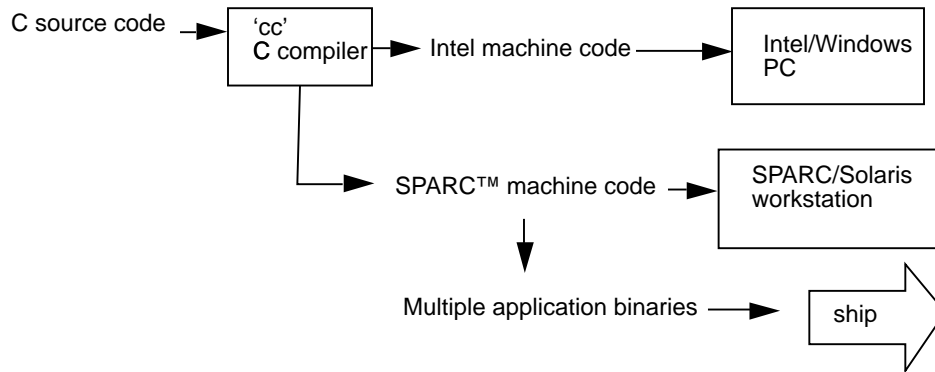 C source code
‘cc’
C compiler
Intel machine code
Intel/Windows
PC
SPARC™ machine code
SPARC/Solaris
workstation
Multiple application binaries
ship